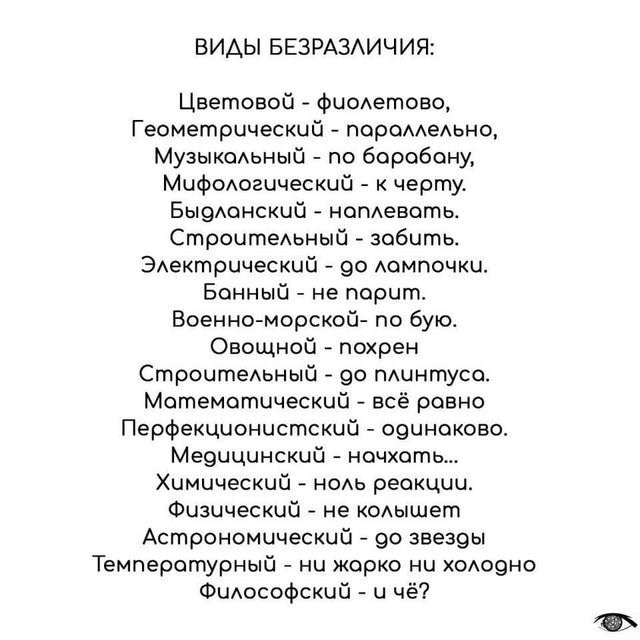 ВИДЫ БЕЗРАЗЛИЧИЯ:
Цветовой - фиолетово,
Геометрический - параллельно,
Музыкальный - по барабану,
Мифологический - к черту.
Быдланский - наплевать.
Строительный - забить.
Электрический - до лампочки.
Банный - не парит.
Военно-морской- по бую.
Овощной - похрен
Строительный - до плинтуса.
Математический - всё равно
Перфекционистский - одинаково.
Медицинский - начхать...
Химический - ноль реакции.
Физический - не колышет
Астрономический - до звезды
Температурный - ни жарко ни холодно
Философский - и чё?